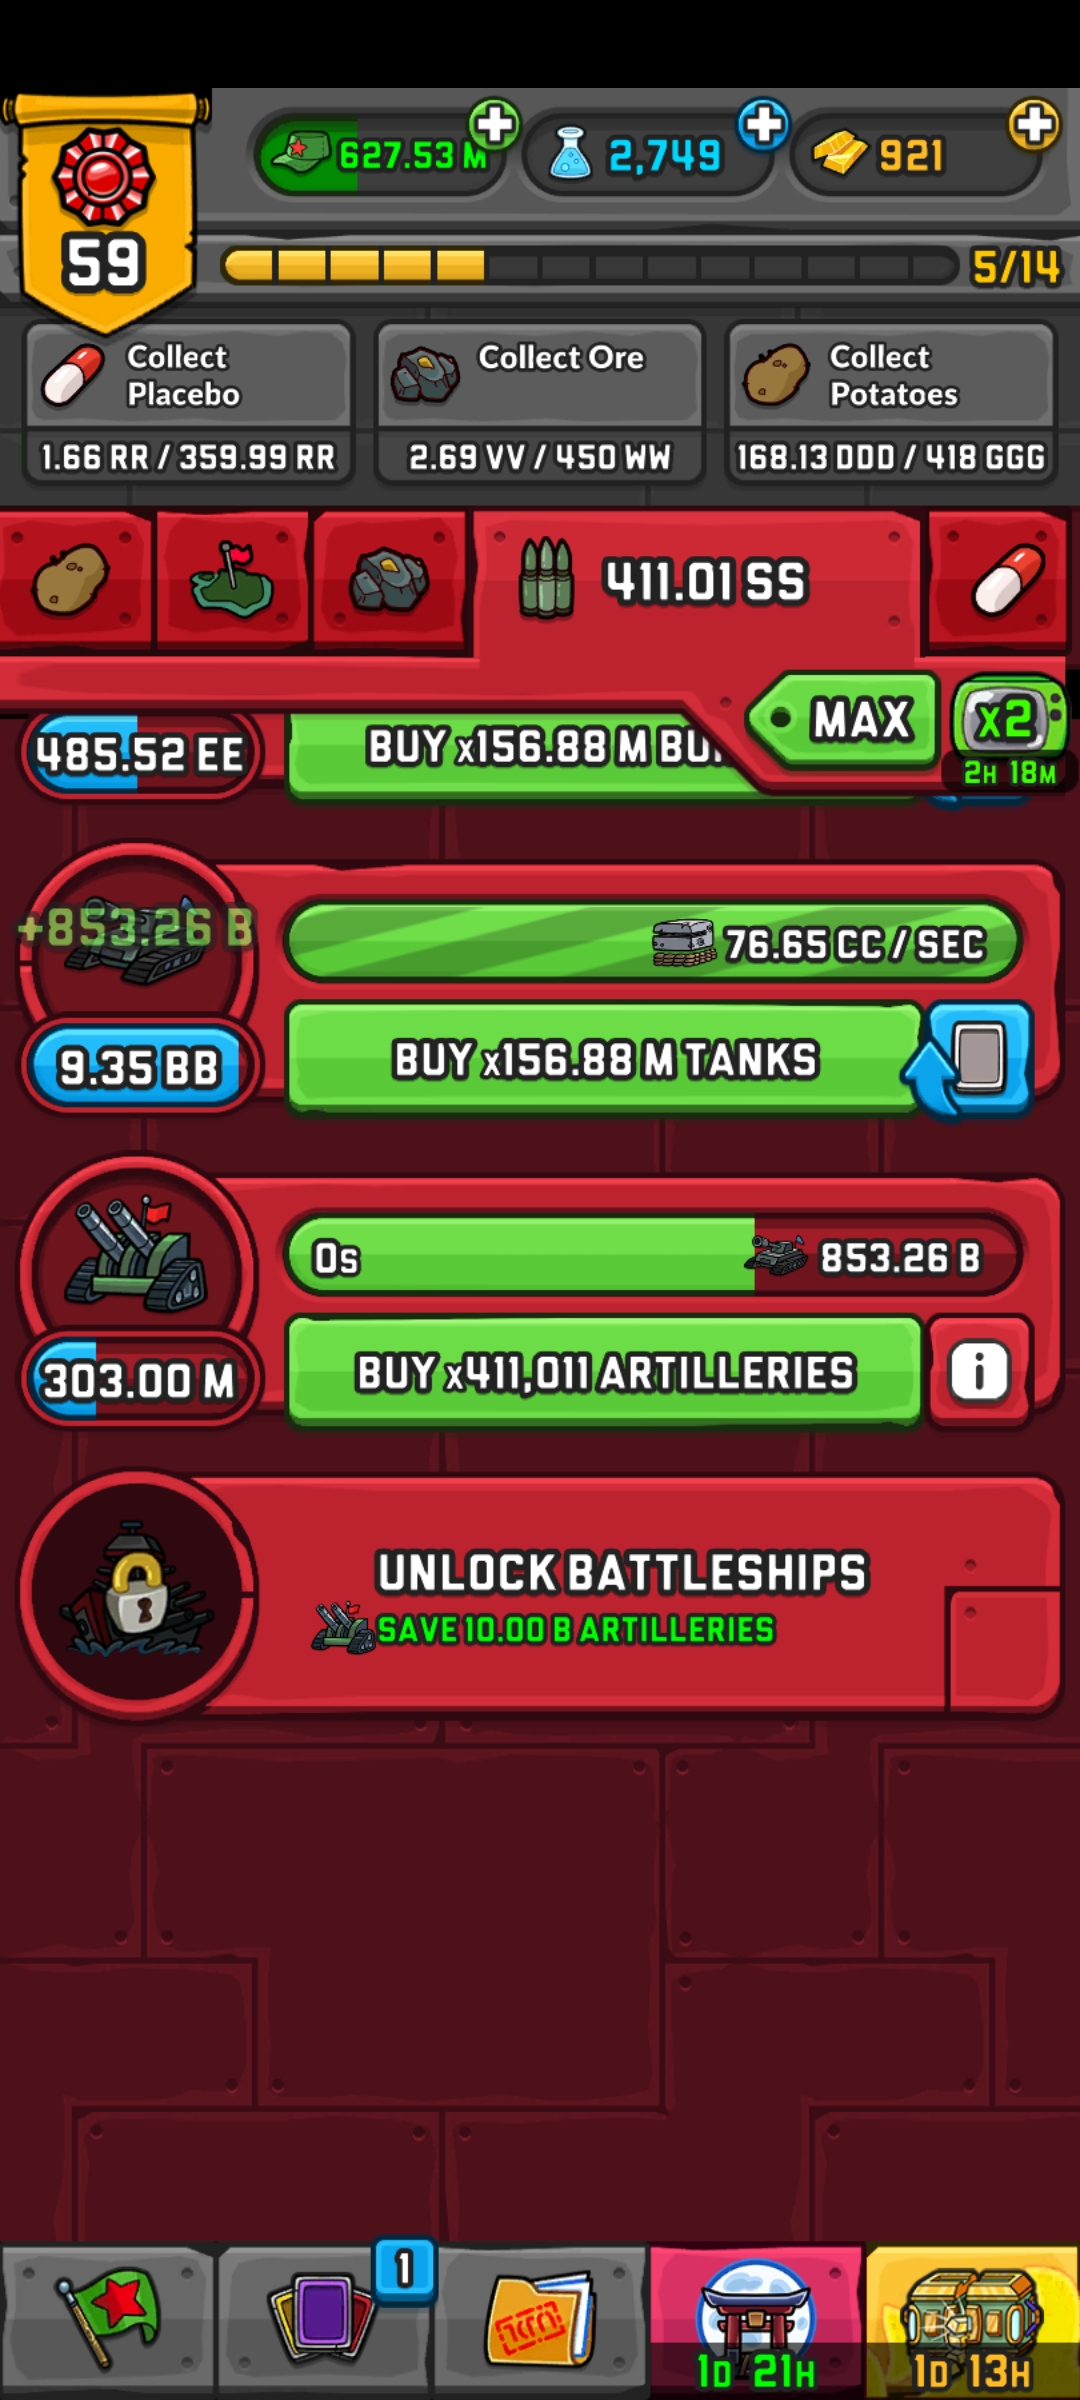 627.53 M
2,749
921
59
5/14
Collect
Placebo
1.66 RR / 359.99 RR
Collect Ore
2.69 VV / 450 WW
Collect
Potatoes
168.13 DDD / 418 GGG
411.01 SS
MAX
x2
2H 18M
485.52 EE
BUY x156.88 M
+853.26 B
76.65 CC / SEC
9.35 BB
BUY x156.88 M TANKS
0s
853.26 B
303.00 M
BUY x411,011 ARTILLERIES
i
UNLOCK BATTLESHIPS
SAVE 10.00 B ARTILLERIES
1
1D 21H
1D 13H